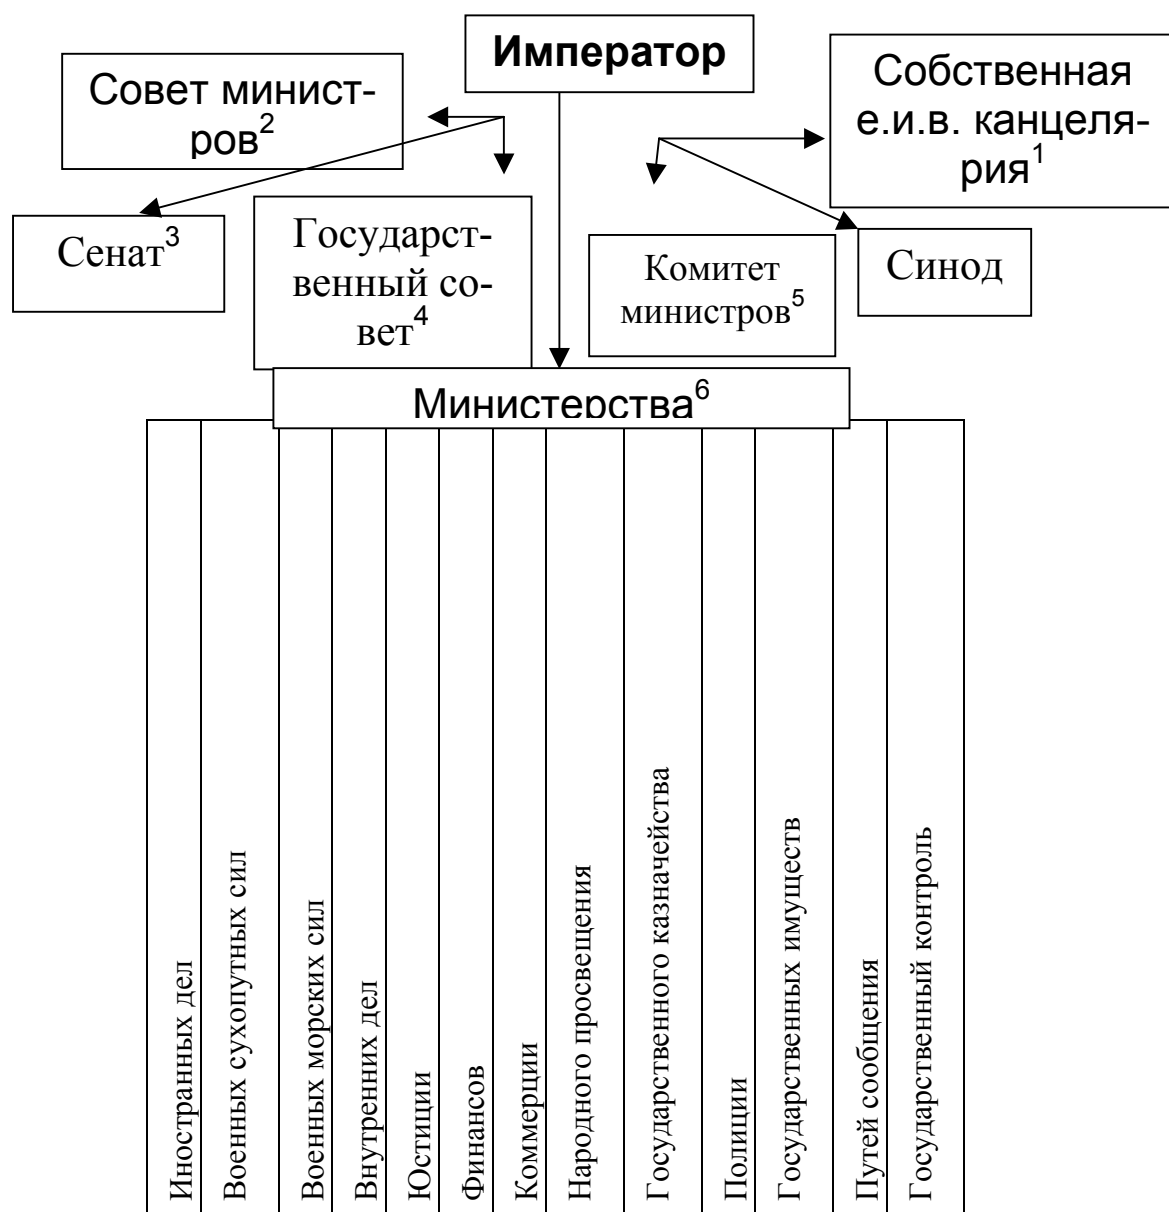 Император
Совет минист-
ров2
Собственная
е.и.в. канцеля-
рия1
Сенат3
Государст-
венный со-
вет4
Комитет
министров5
Синод
Министерства6
Иностранных дел
Военных сухопутных сил
Военных морских сил
Внутренних дел
Юстиции
Финансов
Коммерции
Народного просвещения
Государственного казначейства
Полиции
Государственных имуществ
Путей сообщения
Государственный контроль